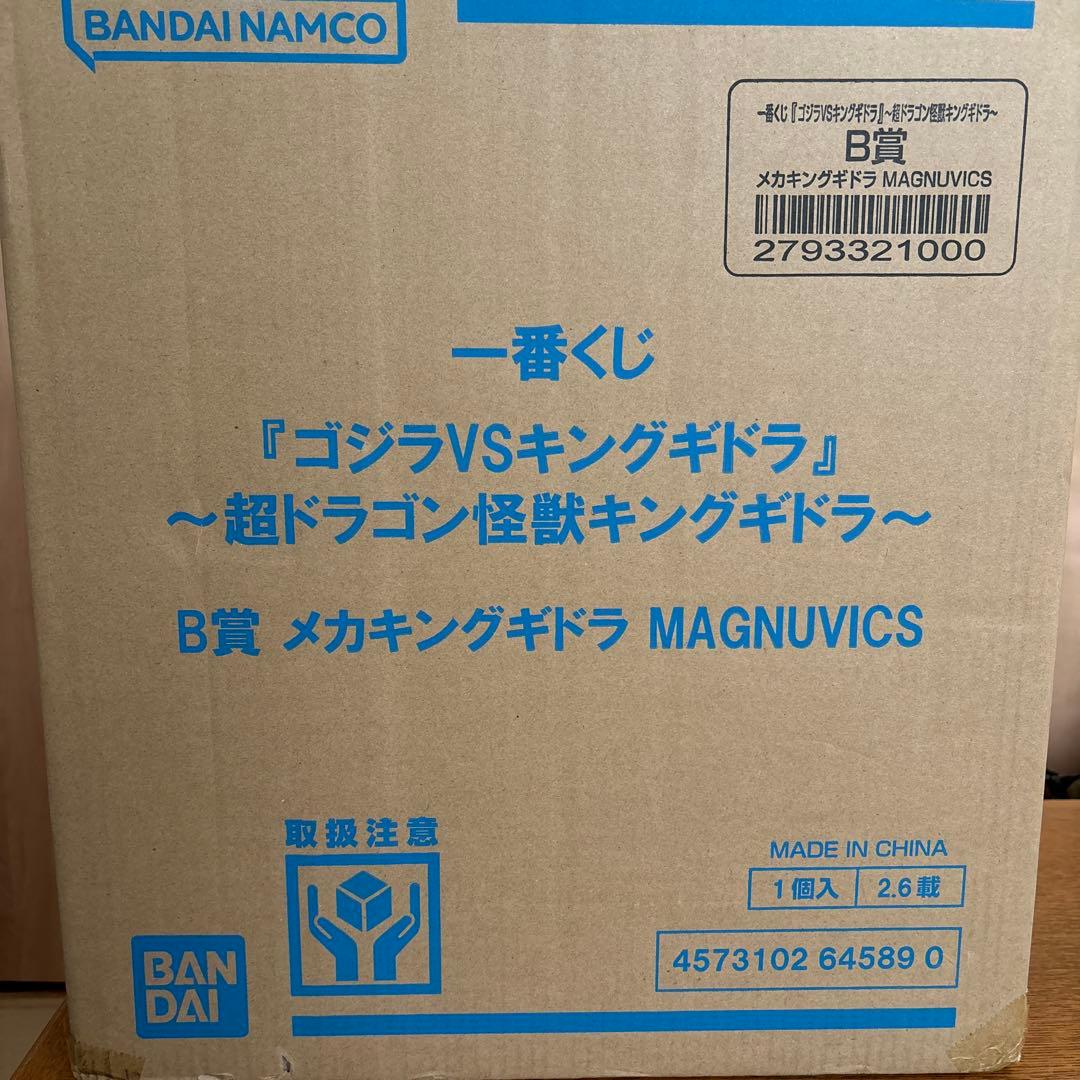 BANDAI NAMCO
一番くじ『ゴジラVSキングギドラ』~超ドラゴン怪獣キングギドラ~
B賞
メカキングギドラ MAGNUVICS
2793321000
一番くじ
『ゴジラVSキングギドラ』
~超ドラゴン怪獣キングギドラ~
B賞 メカキングギドラ MAGNUVICS
取扱注意
MADE IN CHINA
1個入 2.6載
4573102 64589 0
BAN
DAI